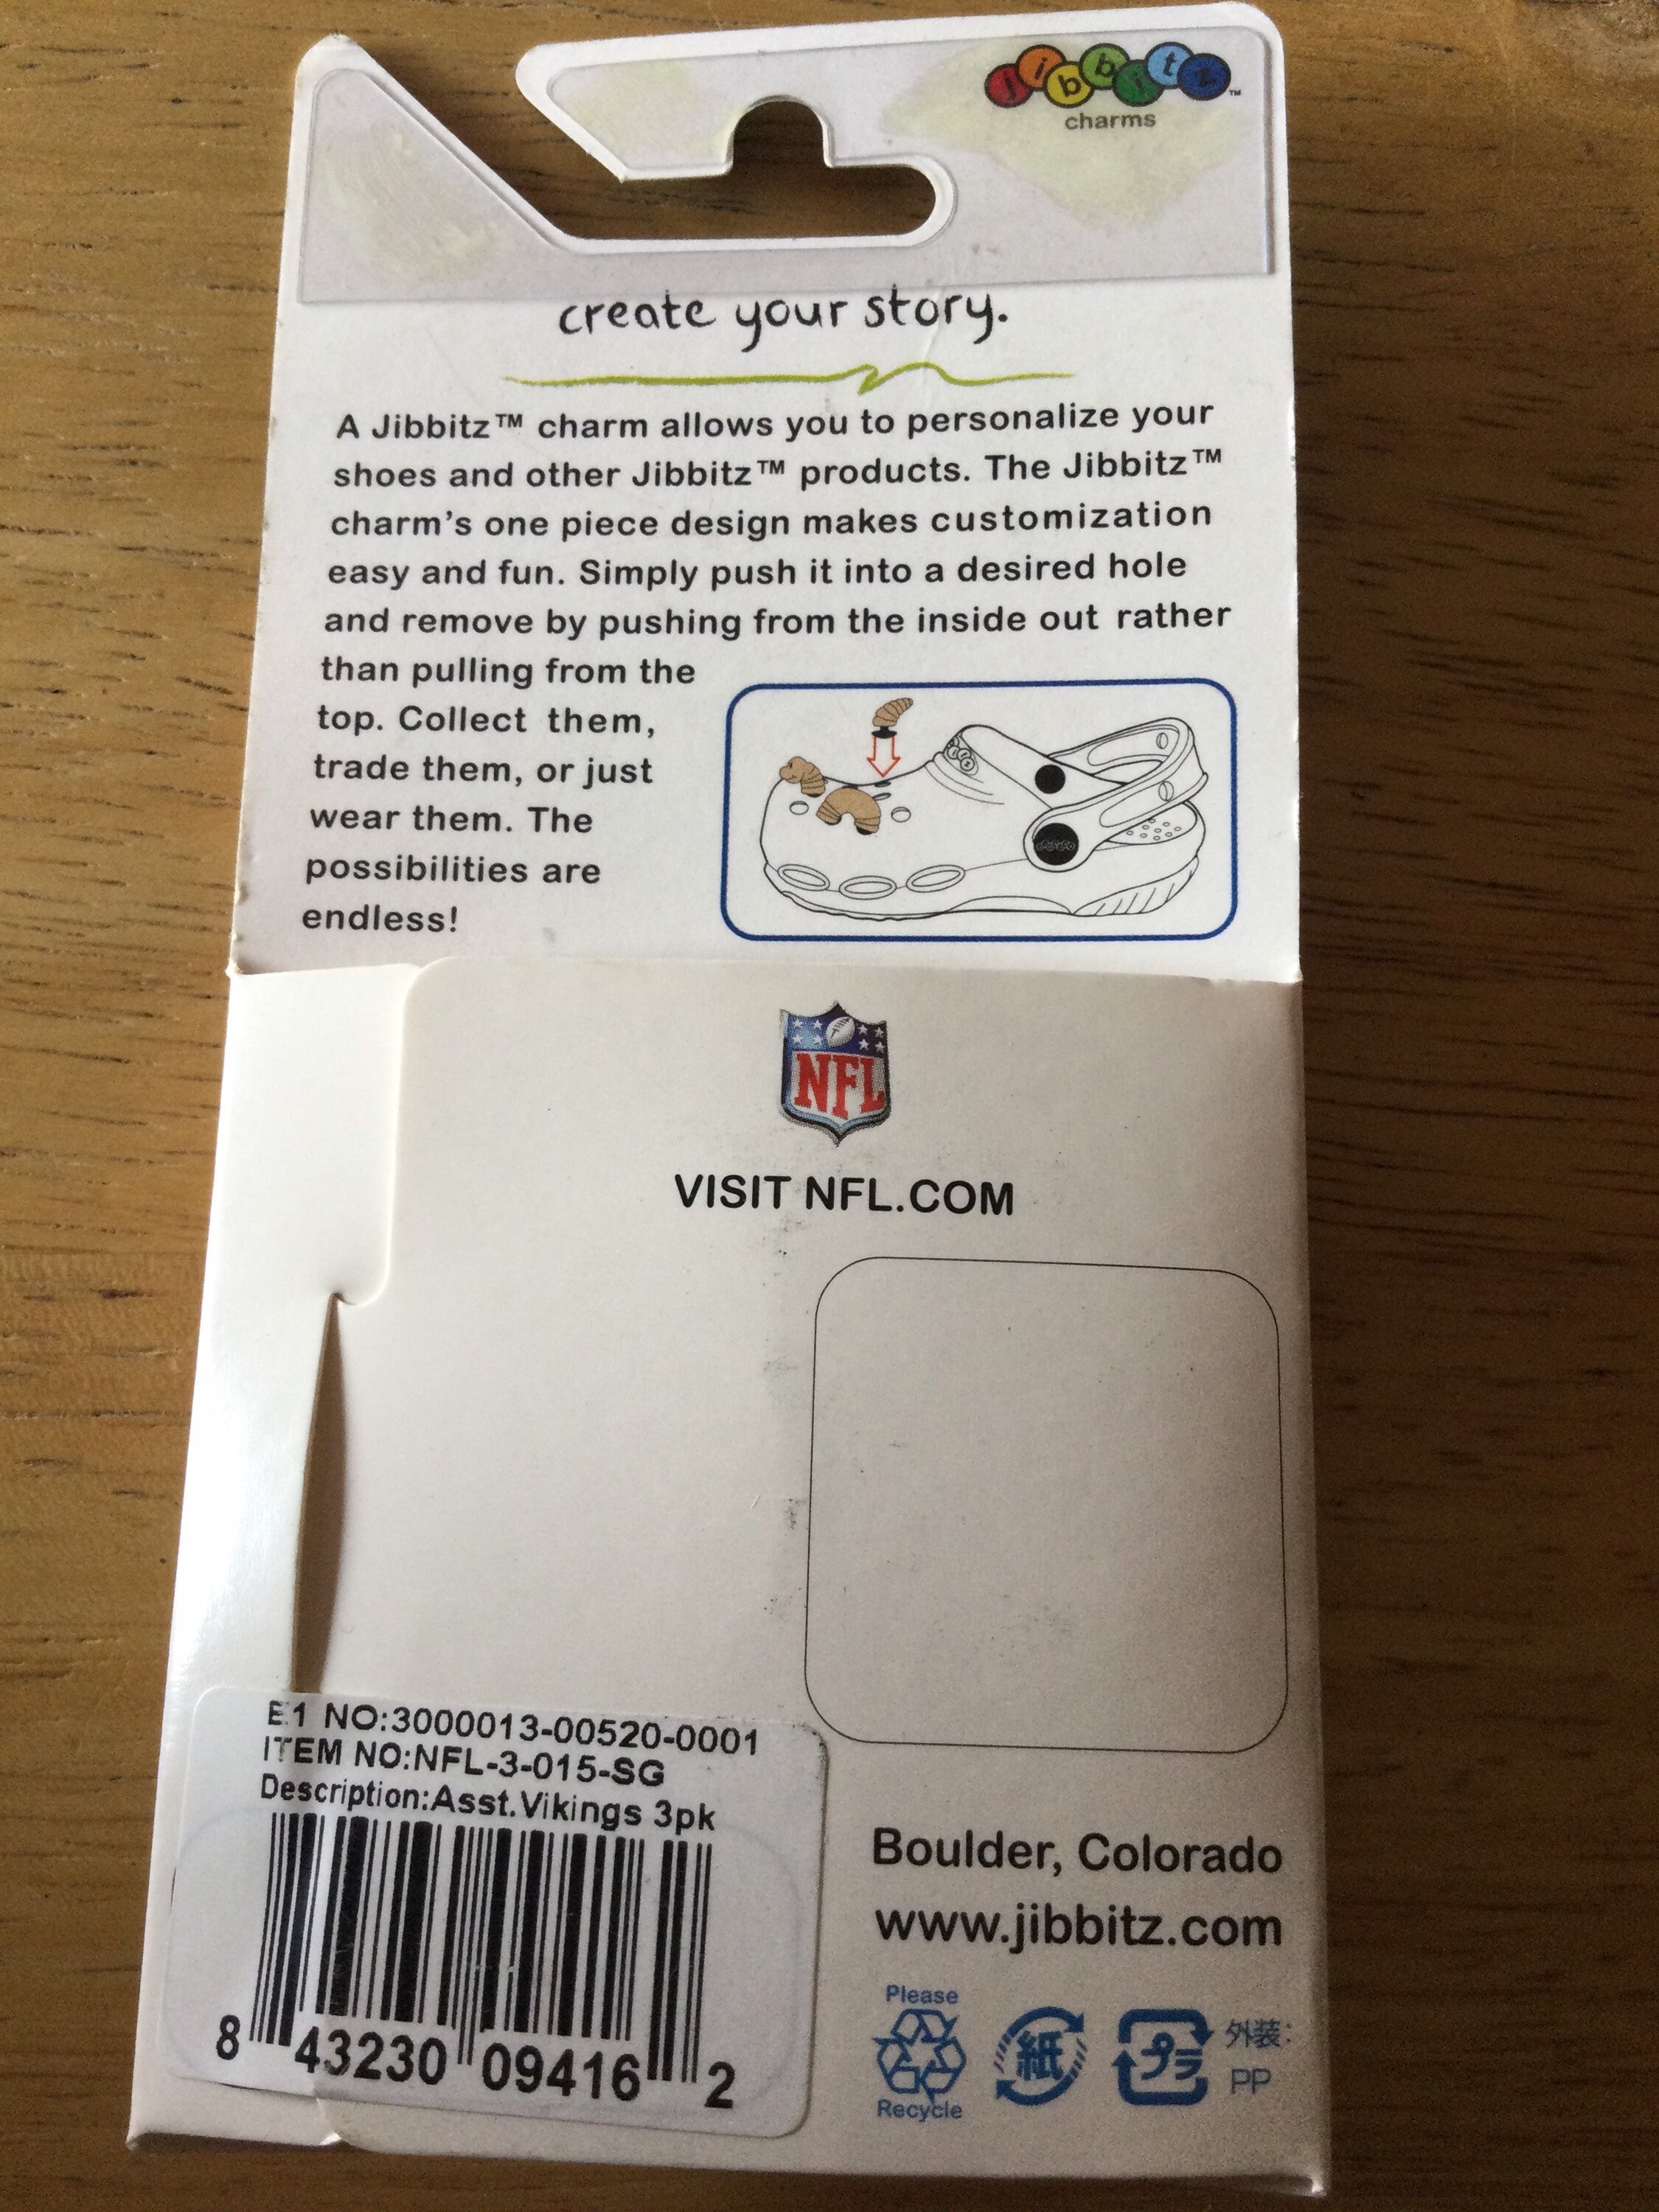 jibbitz™
charms
create your story.
A Jibbitz™ charm allows you to personalize your
shoes and other Jibbitz™ products. The Jibbitz™
charm's one piece design makes customization
easy and fun. Simply push it into a desired hole
and remove by pushing from the inside out rather
than pulling from the
top. Collect them,
trade them, or just
wear them. The
possibilities are
endless!
NFL
VISIT NFL.COM
E1 NO:3000013-00520-0001
ITEM NO:NFL-3-015-SG
Description:Asst.Vikings 3pk
8 43230 09416 2
Boulder, Colorado
www.jibbitz.com
Please
Recycle
紙
プラ
外装:
PP